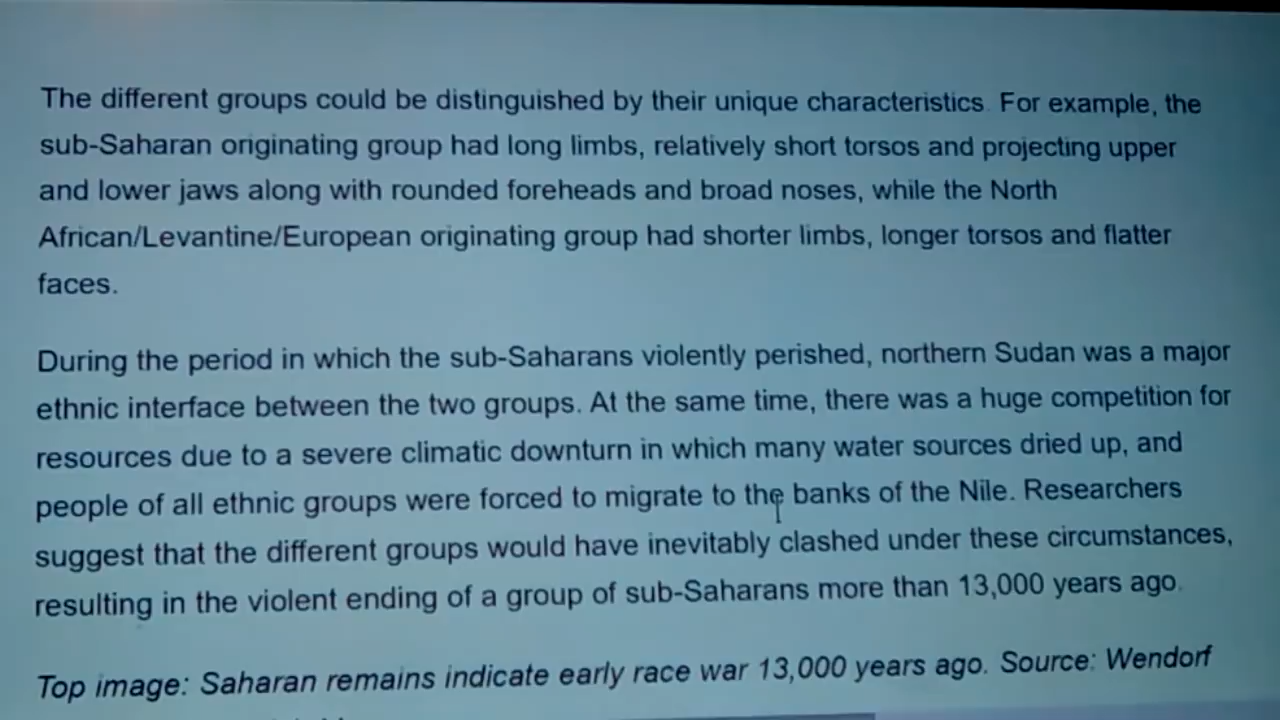 The different groups could be distinguished by their unique characteristics. For example, the
sub-Saharan originating group had long limbs, relatively short torsos and projecting upper
and lower jaws along with rounded foreheads and broad noses, while the North
African/Levantine/European originating group had shorter limbs, longer torsos and flatter
faces.
During the period in which the sub-Saharans violently perished, northern Sudan was a major
ethnic interface between the two groups. At the same time, there was a huge competition for
resources due to a severe climatic downturn in which many water sources dried up, and
people of all ethnic groups were forced to migrate to the banks of the Nile. Researchers
suggest that the different groups would have inevitably clashed under these circumstances,
resulting in the violent ending of a group of sub-Saharans more than 13,000 years ago.
Top image: Saharan remains indicate early race war 13,000 years ago. Source: Wendorf